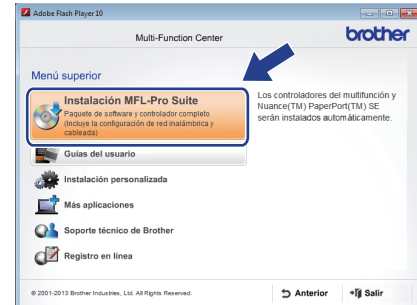 Adobe Flash Player 10
Multi-Function Center
brother
Menú superior
Instalación MFL-Pro Suite
Paquete de software y controlador completo
(Incluye la configuración de red inalámbrica y
cableada)
Los controladores del multifunción y
Nuance(TM) PaperPort(TM) SE
serán instalados automáticamente.
Guías del usuario
Instalación personalizada
Más aplicaciones
Soporte técnico de Brother
Registro en línea
© 2001-2013 Brother Industries, Ltd. All Rights Reserved.
Anterior
Salir